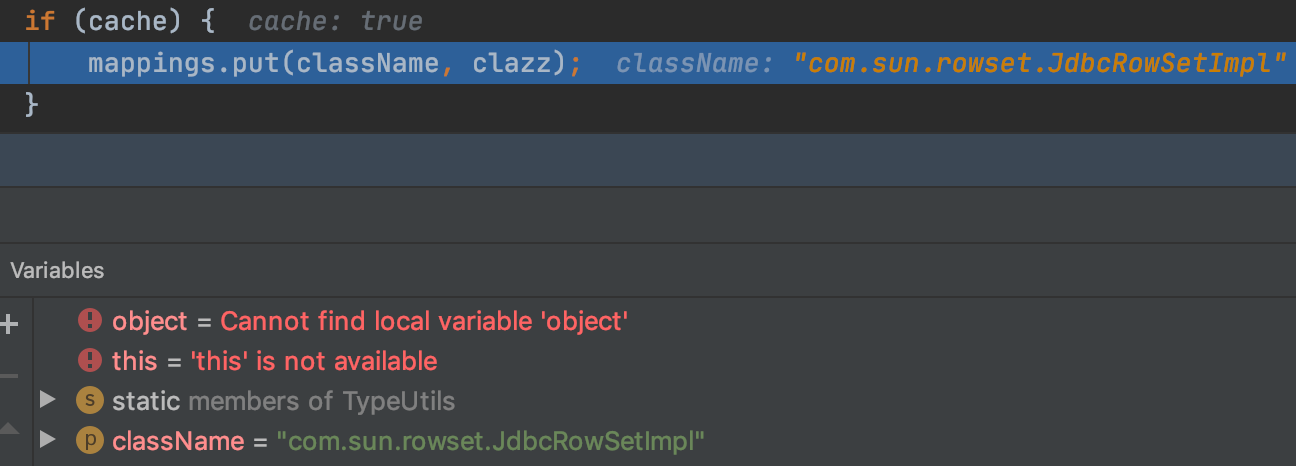 if (cache) {  cache: true
mappings.put(className, clazz);  className: "com.sun.rowset.JdbcRowSetImpl"
}
Variables
object = Cannot find local variable 'object'
this = 'this' is not available
s static members of TypeUtils
p className = "com.sun.rowset.JdbcRowSetImpl"